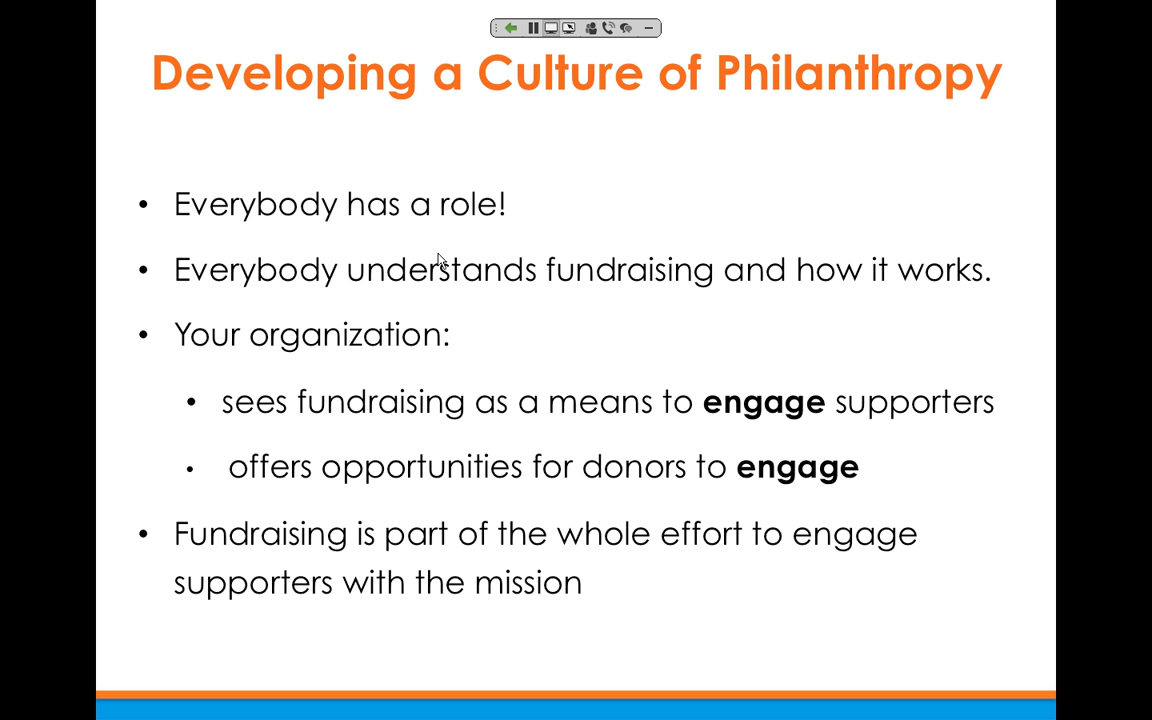 Developing a Culture of Philanthropy
• Everybody has a role!
• Everybody understands fundraising and how it works.
• Your organization:
• sees fundraising as a means to engage supporters
• offers opportunities for donors to engage
• Fundraising is part of the whole effort to engage
supporters with the mission